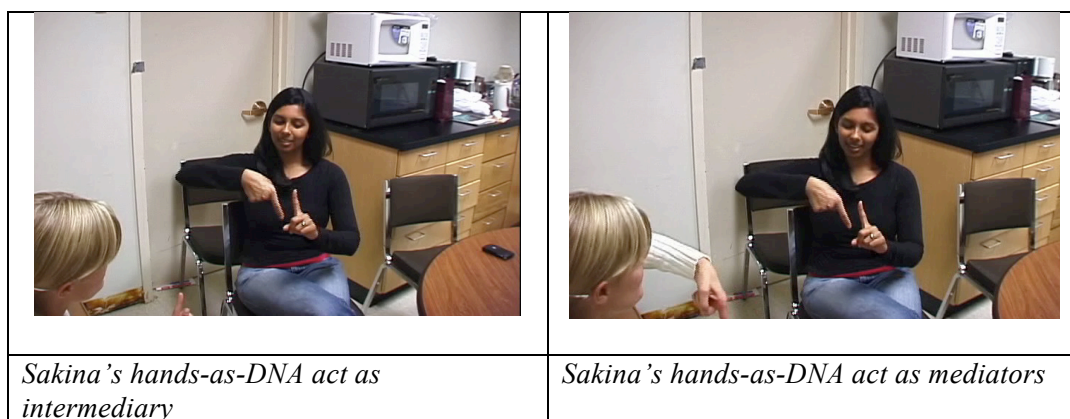 Sakina’s hands-as-DNA act as
intermediary
Sakina’s hands-as-DNA act as mediators